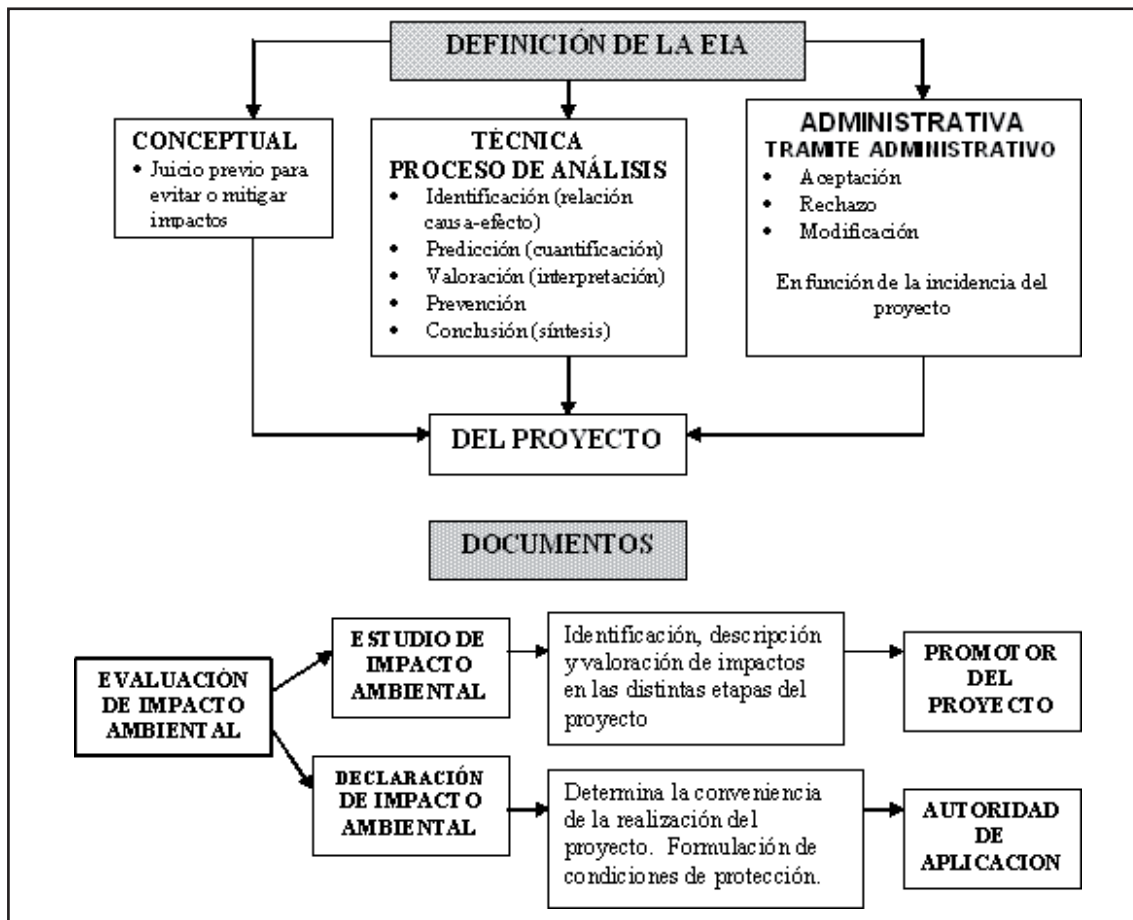 DEFINICIÓN DE LA EIA
CONCEPTUAL
• Juicio previo para
evitar o mitigar
impactos
TÉCNICA
PROCESO DE ANÁLISIS
• Identificación (relación
causa-efecto)
• Predicción (cuantificación)
• Valoración (interpretación)
• Prevención
• Conclusión (síntesis)
ADMINISTRATIVA
TRAMITE ADMINISTRATIVO
• Aceptación
• Rechazo
• Modificación
En función de la incidencia del
proyecto
DEL PROYECTO
DOCUMENTOS
EVALUACIÓN
DE IMPACTO
AMBIENTAL
ESTUDIO DE
IMPACTO
AMBIENTAL
Identificación, descripción
y valoración de impactos
en las distintas etapas del
proyecto
PROMOTOR
DEL
PROYECTO
DECLARACIÓN
DE IMPACTO
AMBIENTAL
Determina la conveniencia
de la realización del
proyecto. Formulación de
condiciones de protección.
AUTORIDAD
DE
APLICACION